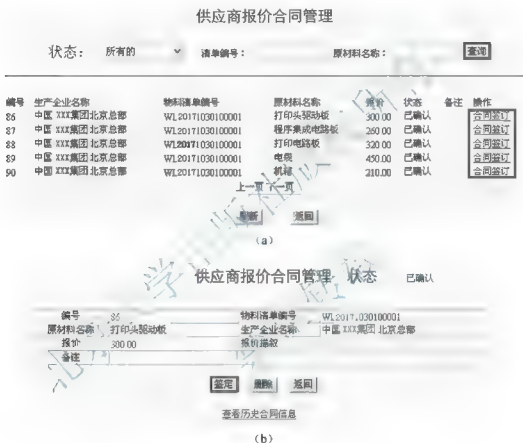 供应商报价合同管理
状态： 所有的 清单编号： 原材料名称： 查询
编号 生产企业名称 物料清单编号 原材料名称 报价 状态 备注 操作
86 中国 XXX集团 北京总部 WL20171030100001 打印头驱动板 300.00 已确认 合同签订
87 中国 XXX集团 北京总部 WL20171030100001 程序集成电路板 260.00 已确认 合同签订
88 中国 XXX集团 北京总部 WL20171030100001 打印电路板 320.00 已确认 合同签订
89 中国 XXX集团 北京总部 WL20171030100001 电缆 450.00 已确认 合同签订
90 中国 XXX集团 北京总部 WL20171030100001 机箱 210.00 已确认 合同签订
上一页 下一页
刷新 返回
(a)
供应商报价合同管理 状态 已确认
编号 86 物料清单编号 WL20171030100001
原材料名称 打印头驱动板 生产企业名称 中国 XXX集团 北京总部
报价 300.00 报价描叙
备注
签定 删除 返回
查看历史合同信息
(b)